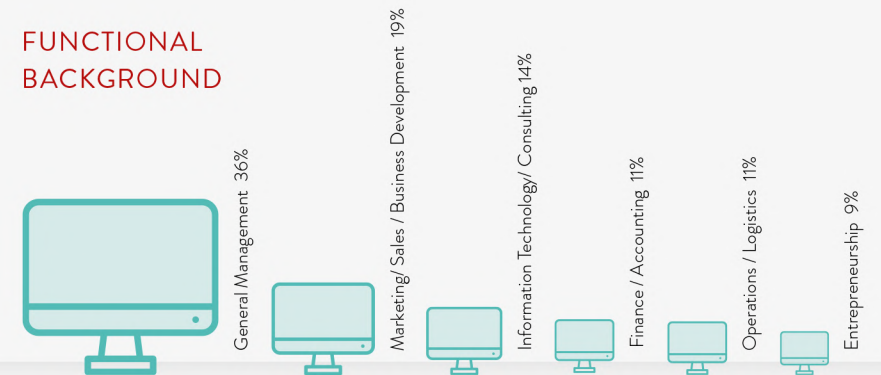 FUNCTIONAL
BACKGROUND
General Management 36%
Marketing/ Sales / Business Development 19%
Information Technology/ Consulting 14%
Finance / Accounting 11%
Operations / Logistics 11%
Entrepreneurship 9%